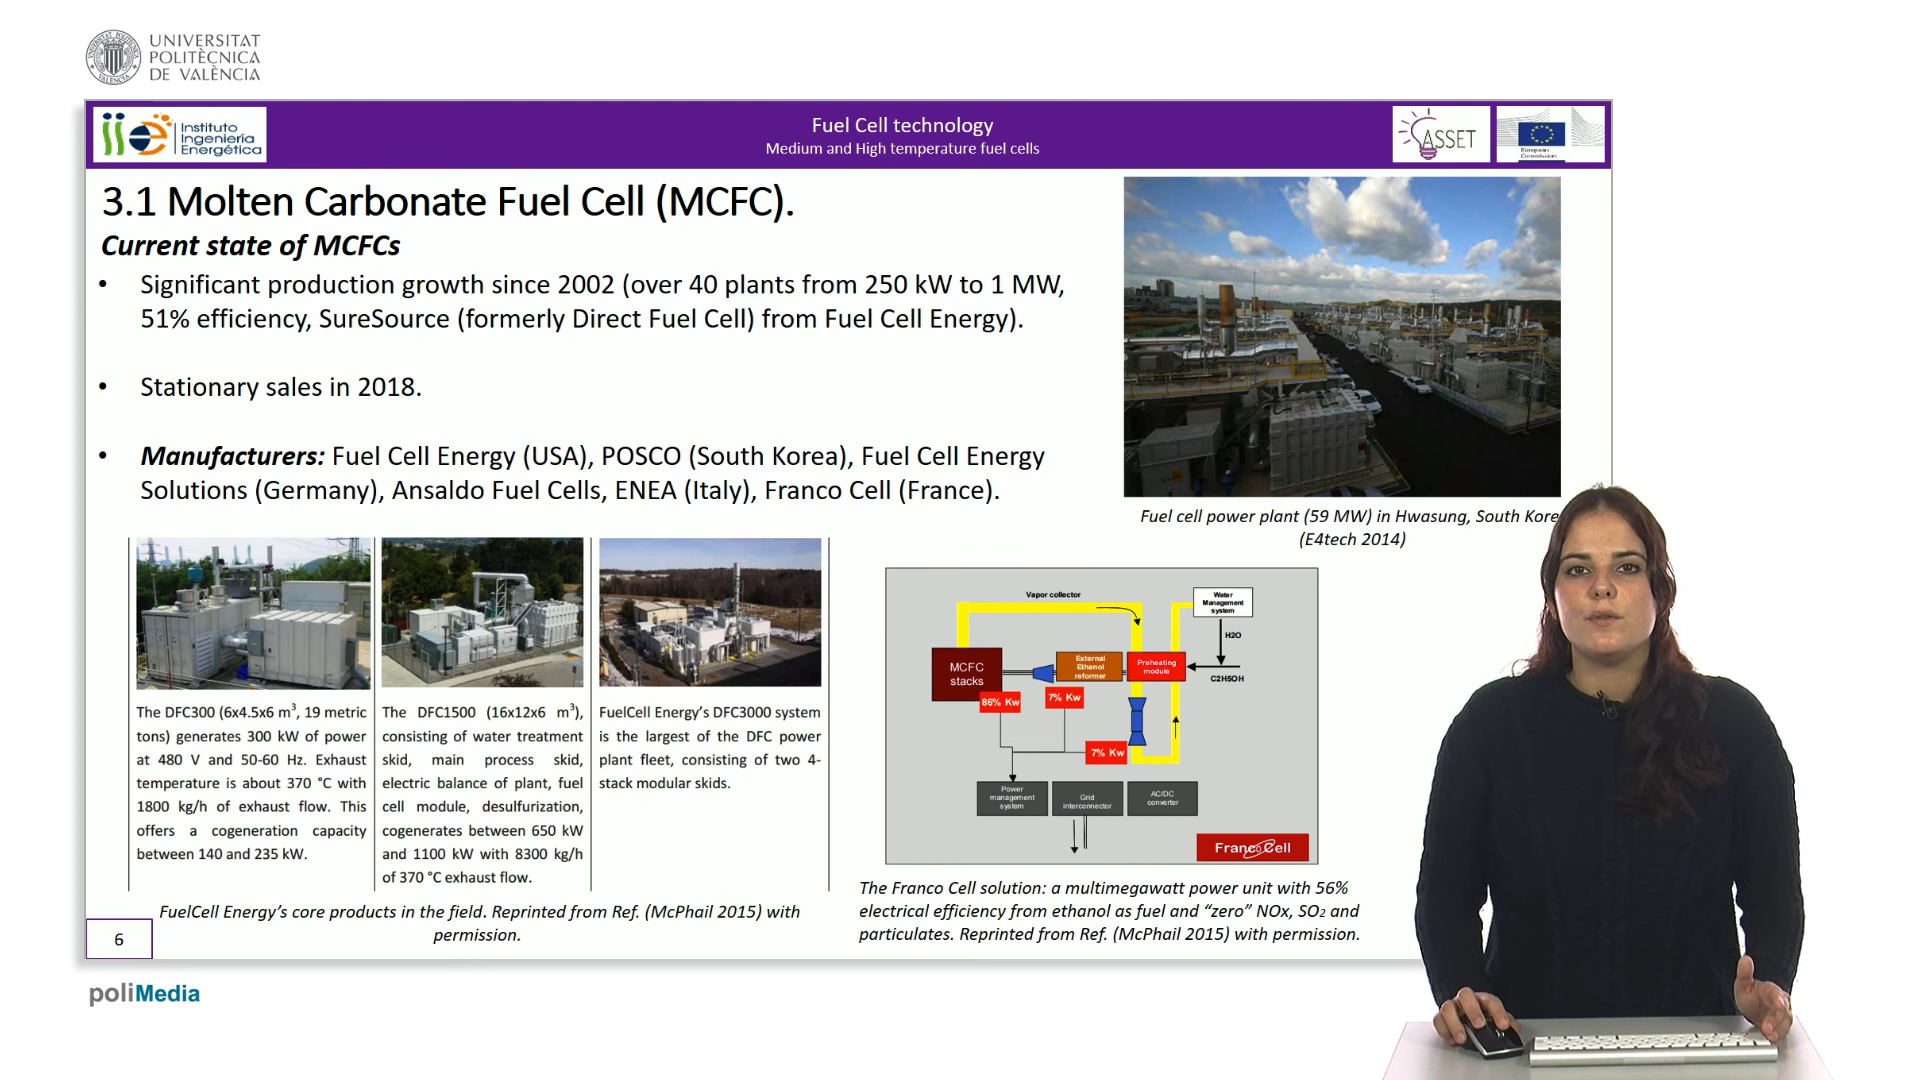 UNIVERSITAT
POLITÈCNICA
DE VALÈNCIA
iie Instituto
Ingeniería
Energética
Fuel Cell technology
Medium and High temperature fuel cells
ASSET
European
Commission
3.1 Molten Carbonate Fuel Cell (MCFC).
Current state of MCFCs
• Significant production growth since 2002 (over 40 plants from 250 kW to 1 MW,
51% efficiency, SureSource (formerly Direct Fuel Cell) from Fuel Cell Energy).
• Stationary sales in 2018.
• Manufacturers: Fuel Cell Energy (USA), POSCO (South Korea), Fuel Cell Energy
Solutions (Germany), Ansaldo Fuel Cells, ENEA (Italy), Franco Cell (France).
Fuel cell power plant (59 MW) in Hwasung, South Kore
(E4tech 2014)
The DFC300 (6x4.5x6 m³, 19 metric
tons) generates 300 kW of power
at 480 V and 50-60 Hz. Exhaust
temperature is about 370 °C with
1800 kg/h of exhaust flow. This
offers a cogeneration capacity
between 140 and 235 kW.
The DFC1500 (16x12x6 m³),
consisting of water treatment
skid, main process skid,
electric balance of plant, fuel
cell module, desulfurization,
cogenerates between 650 kW
and 1100 kW with 8300 kg/h
of 370 °C exhaust flow.
FuelCell Energy's DFC3000 system
is the largest of the DFC power
plant fleet, consisting of two 4-
stack modular skids.
FuelCell Energy's core products in the field. Reprinted from Ref. (McPhail 2015) with
permission.
Vapor collector
Water
Management
system
H2O
C2H5OH
MCFC
stacks
External
Ethanol
reformer
Preheating
module
86% Kw
7% Kw
7% Kw
Power
management
system
Grid
interconnector
AC/DC
converter
Franco Cell
The Franco Cell solution: a multimegawatt power unit with 56%
electrical efficiency from ethanol as fuel and "zero" NOx, SO₂ and
particulates. Reprinted from Ref. (McPhail 2015) with permission.
6
poliMedia